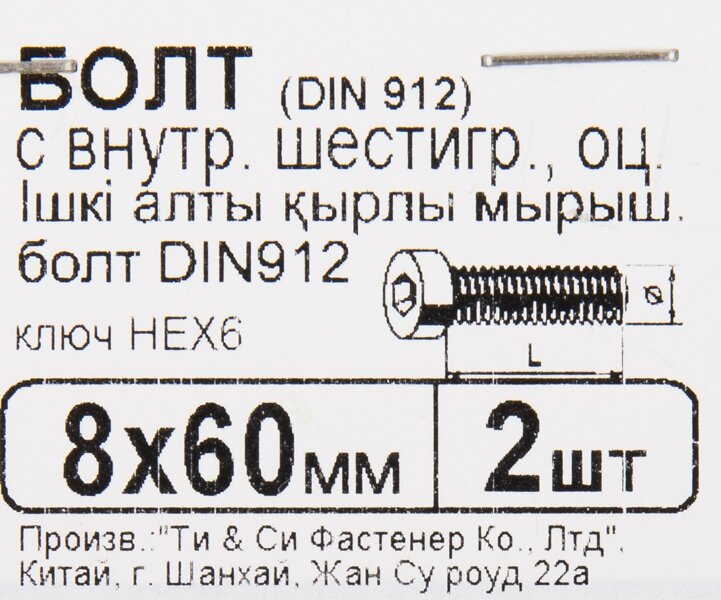 БОЛТ (DIN 912)
с внутр. шестигр., оц.
Ішкі алты қырлы мырыш.
болт DIN912
ключ HEX6
Ø
L
8x60мм 2шт
Произв.:"Ти & Си Фастенер Ко., Лтд",
Китай, г. Шанхай, Жан Су роуд 22а